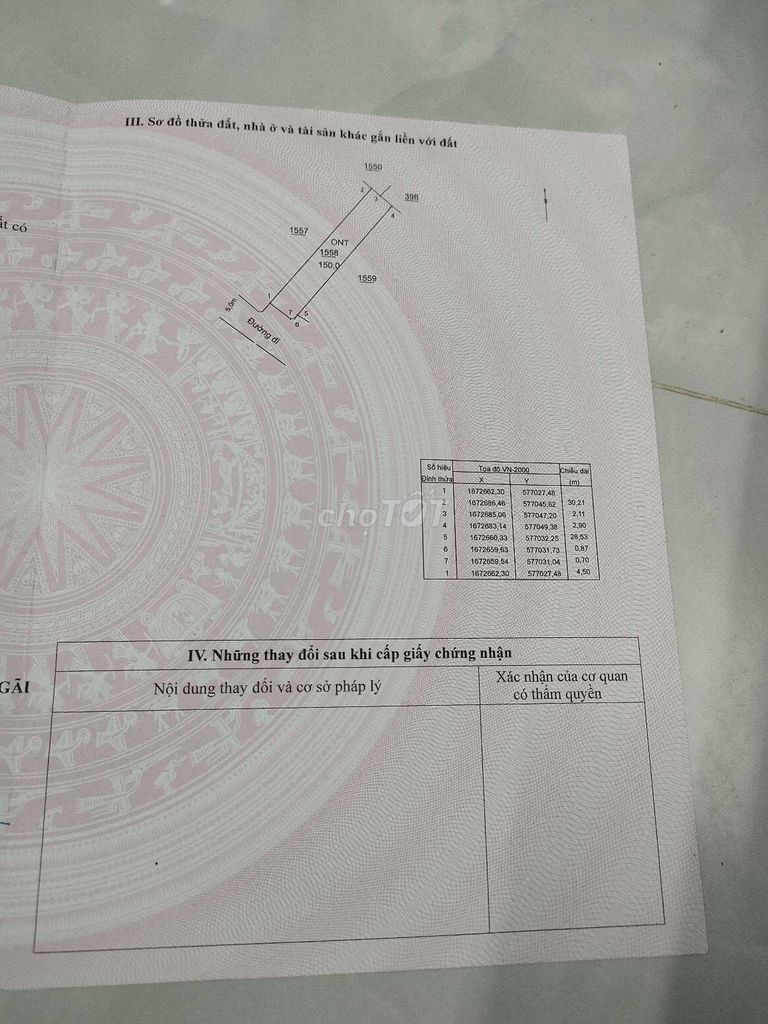 III. Sơ đồ thửa đất, nhà ở và tài sản khác gắn liền với đất
ất có
1550
2
3
398
4
1557
ONT
1558
150.0
1559
1
7
5
6
5.0m
Đường đi
Số hiệu Đỉnh thửa Tọa độ VN-2000 Chiều dài (m)
X Y
1 1672662,30 577027,48
2 1672686,46 577045,62 30,21
3 1672685,06 577047,20 2,11
4 1672683,14 577049,38 2,90
5 1672660,33 577032,25 28,53
6 1672659,63 577031,73 0,87
7 1672659,54 577031,04 0,70
1 1672662,30 577027,48 4,50
chợTỐT
IV. Những thay đổi sau khi cấp giấy chứng nhận
GÃI
Nội dung thay đổi và cơ sở pháp lý
Xác nhận của cơ quan
có thẩm quyền